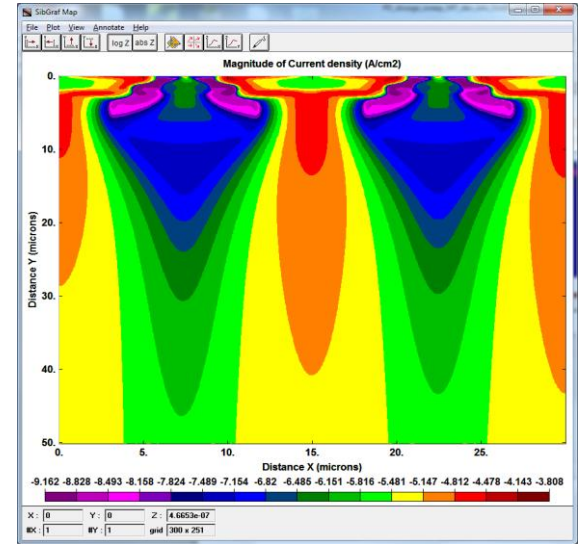 SibGraf Map
File Plot View Annotate Help
log Z abs Z
Magnitude of Current density (A/cm2)
0.
10.
20.
30.
40.
50.
Distance Y (microns)
0. 5. 10. 15. 20. 25.
Distance X (microns)
-9.162 -8.828 -8.493 -8.158 -7.824 -7.489 -7.154 -6.82 -6.485 -6.151 -5.816 -5.481 -5.147 -4.812 -4.478 -4.143 -3.808
X : 0 Y : 0 Z : 4.6653e-07
#X : 1 #Y : 1 grid 300 x 251